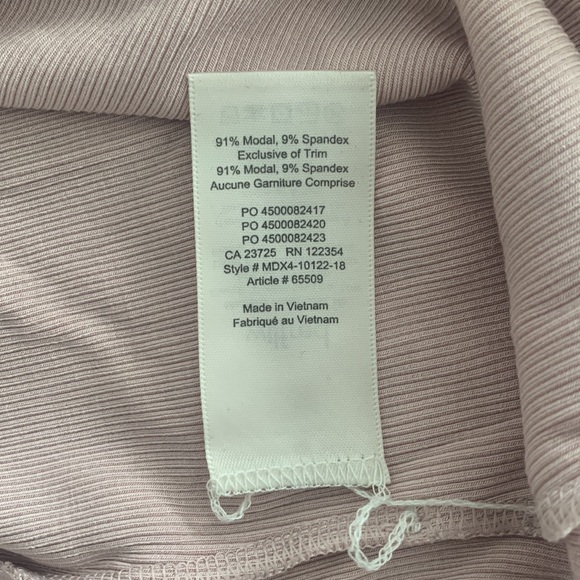 91% Modal, 9% Spandex
Exclusive of Trim
91% Modal, 9% Spandex
Aucune Garniture Comprise
PO 4500082417
PO 4500082420
PO 4500082423
CA 23725 RN 122354
Style # MDX4-10122-18
Article # 65509
Made in Vietnam
Fabriqué au Vietnam